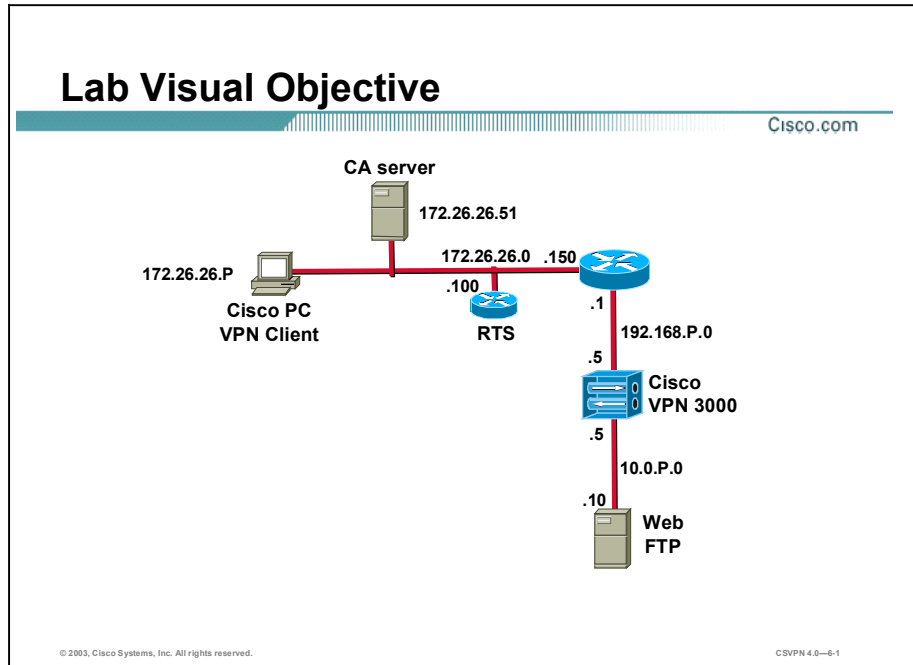 Lab Visual Objective
Cisco.com
CA server
172.26.26.51
172.26.26.0
.150
172.26.26.P
.100
Cisco PC
VPN Client
RTS
.1
192.168.P.0
.5
Cisco
VPN 3000
.5
10.0.P.0
.10
Web
FTP
© 2003, Cisco Systems, Inc. All rights reserved.
CSVPN 4.0—6-1